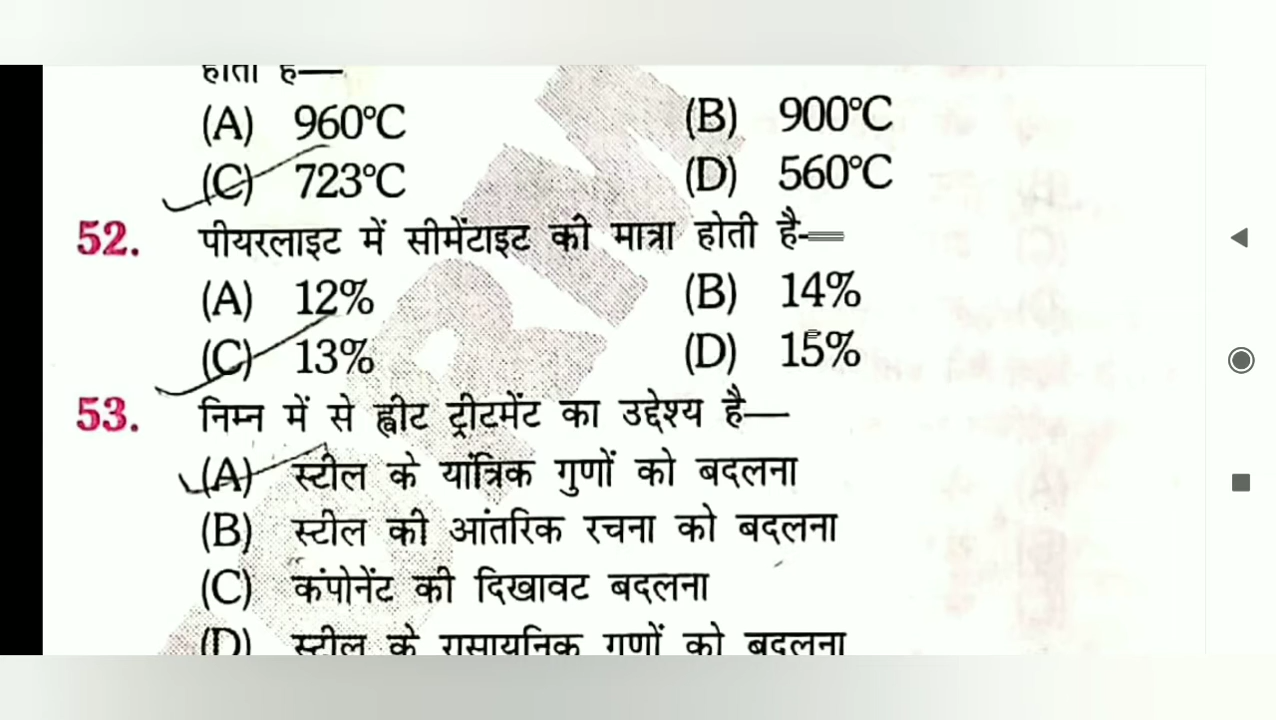 होती है—
(A) 960°C (B) 900°C
(C) 723°C (D) 560°C
52. पीयरलाइट में सीमेंटाइट की मात्रा होती है—
(A) 12% (B) 14%
(C) 13% (D) 15%
53. निम्न में से ह्वीट ट्रीटमेंट का उद्देश्य है—
(A) स्टील के यांत्रिक गुणों को बदलना
(B) स्टील की आंतरिक रचना को बदलना
(C) कंपोनेंट की दिखावट बदलना
(D) स्टील के रासायनिक गुणों को बदलना